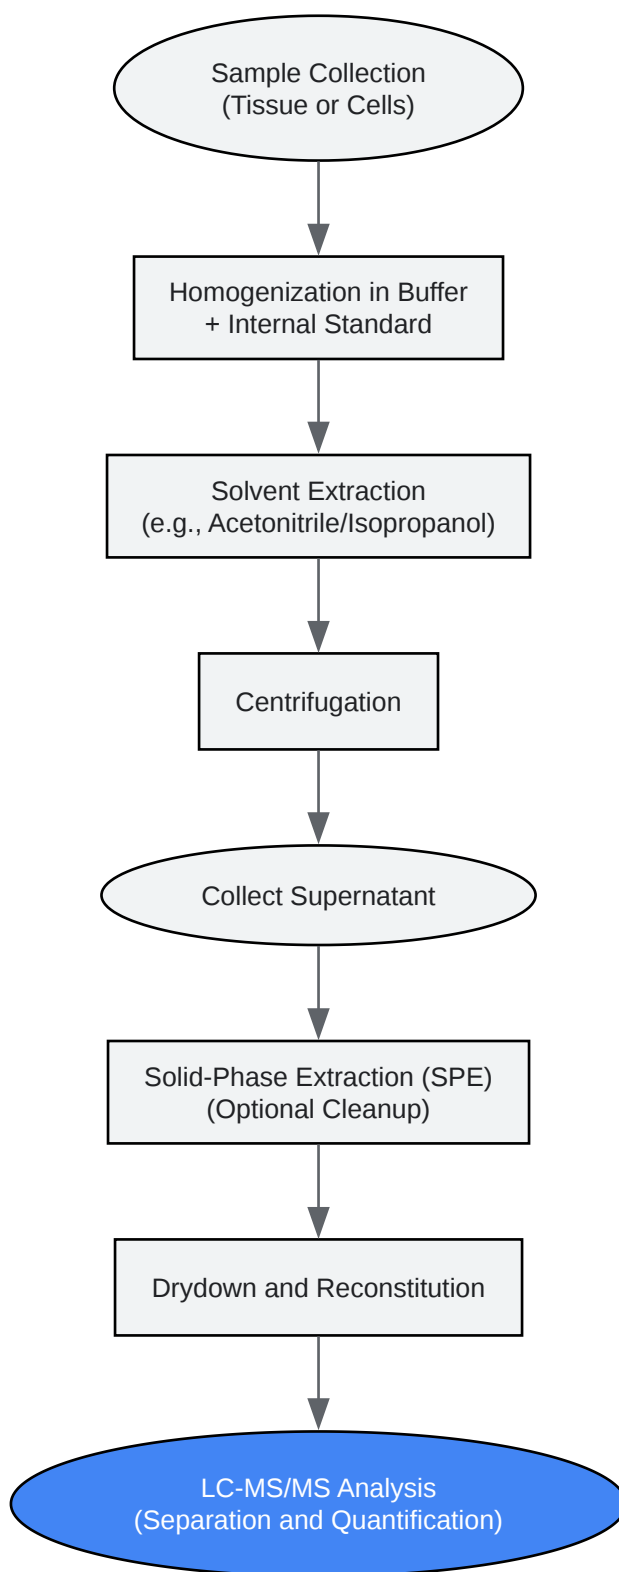 Sample Collection
(Tissue or Cells)
Homogenization in Buffer
+ Internal Standard
Solvent Extraction
(e.g., Acetonitrile/Isopropanol)
Centrifugation
Collect Supernatant
Solid-Phase Extraction (SPE)
(Optional Cleanup)
Drydown and Reconstitution
LC-MS/MS Analysis
(Separation and Quantification)